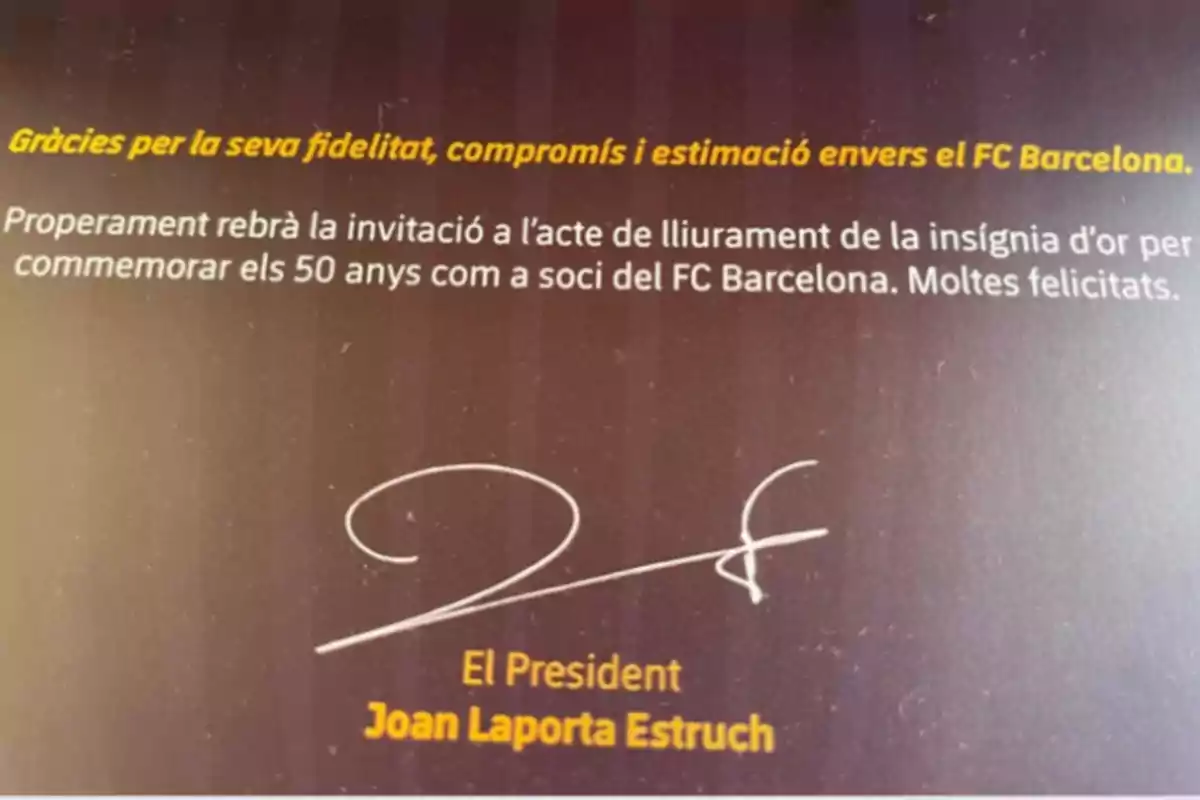 Gràcies per la seva fidelitat, compromís i estimació envers el FC Barcelona.
Properament rebrà la invitació a l'acte de lliurament de la insígnia d'or per
commemorar els 50 anys com a soci del FC Barcelona. Moltes felicitats.
El President
Joan Laporta Estruch